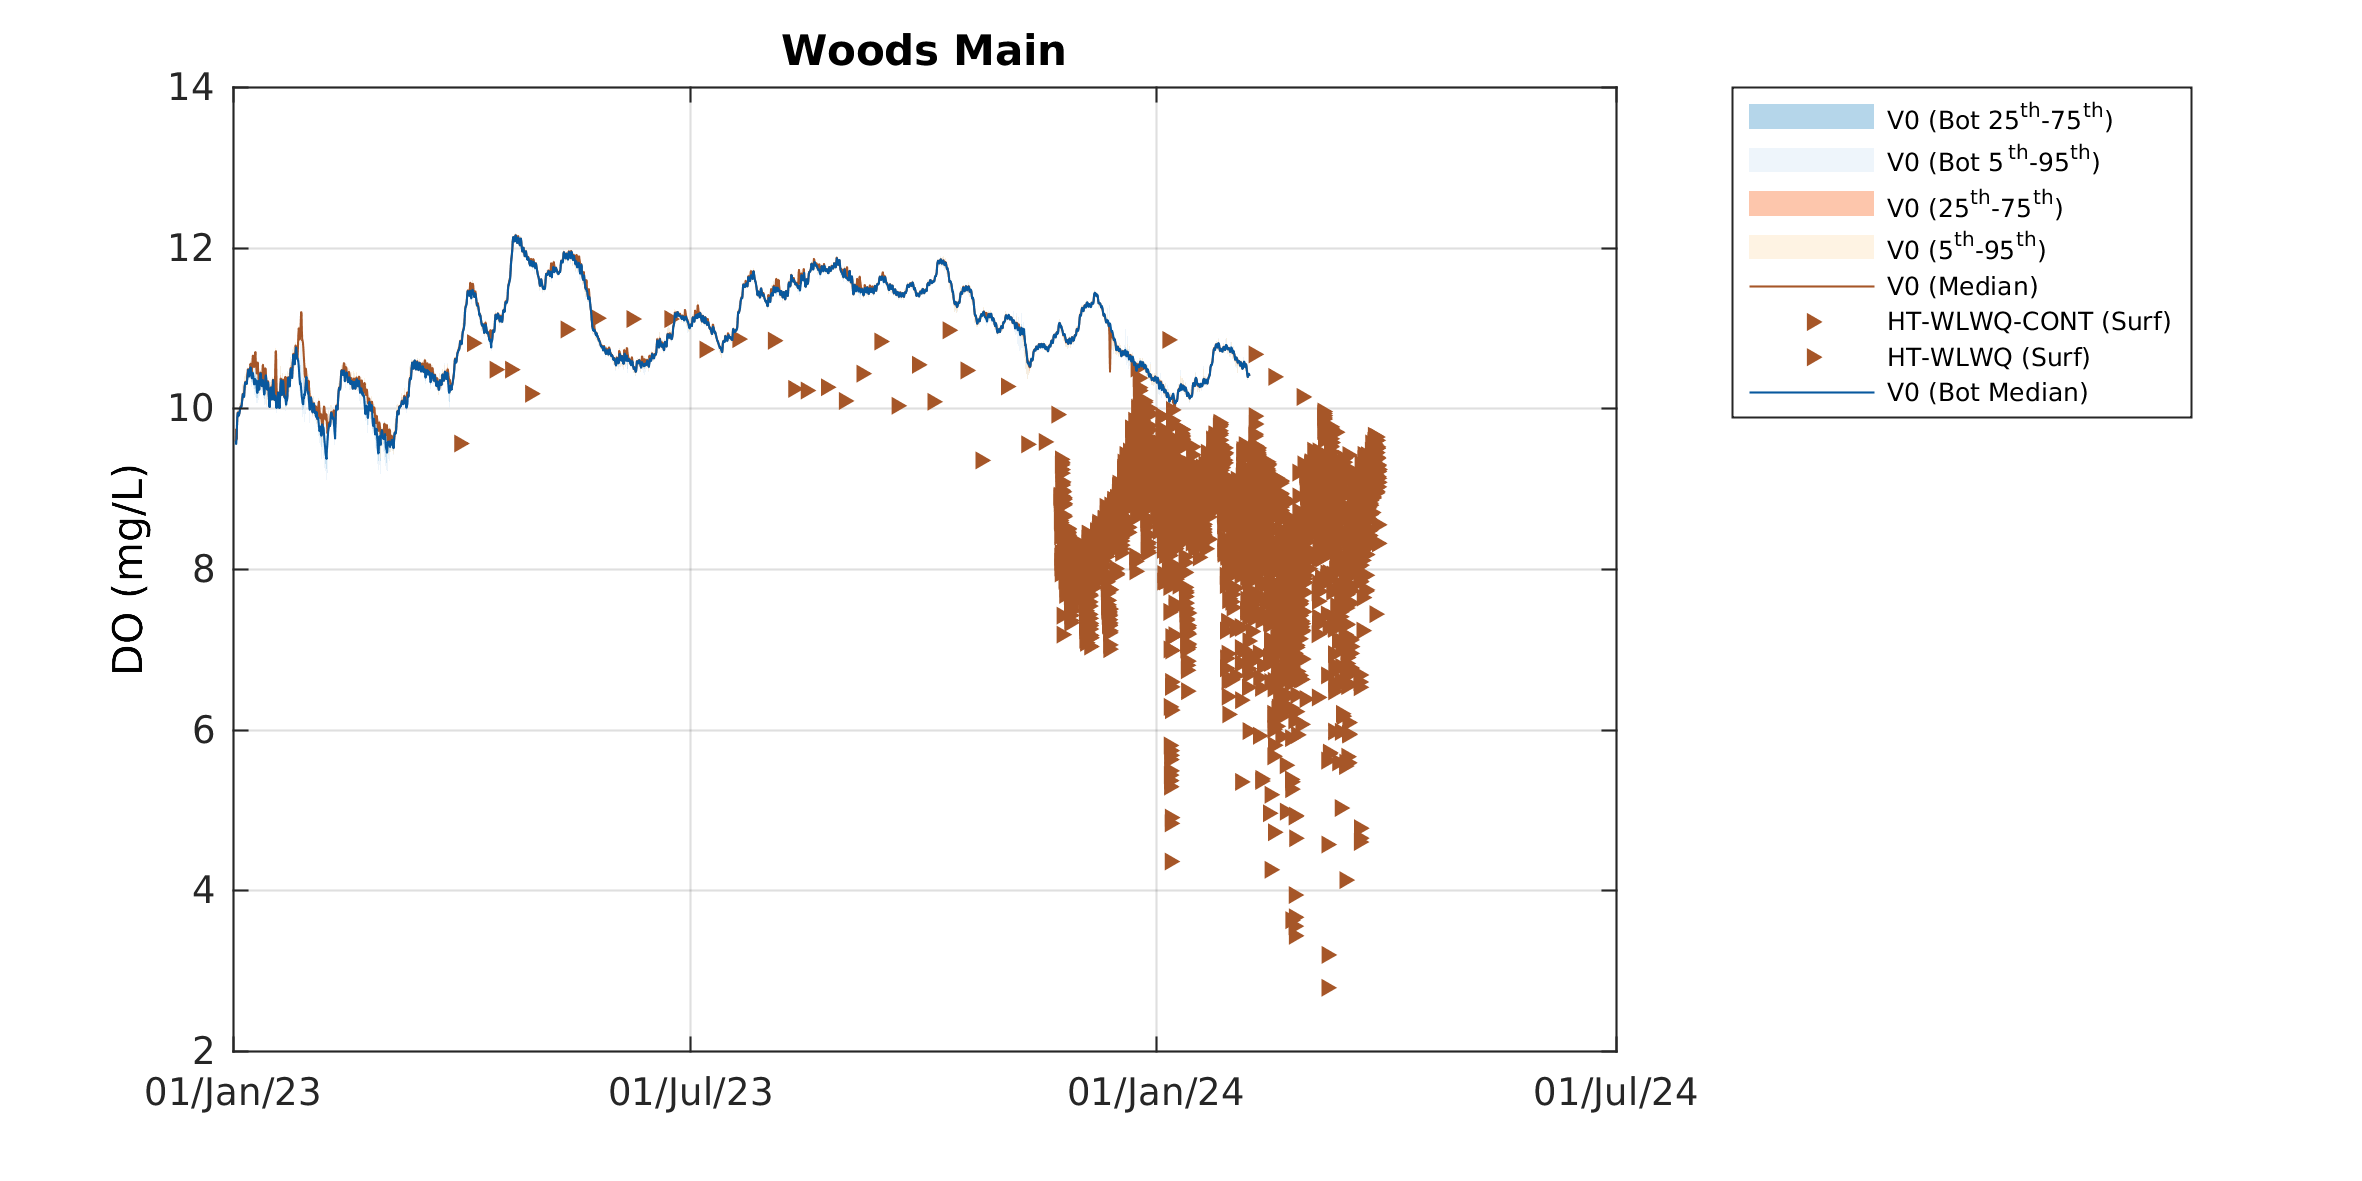 Woods Main
14
12
10
8
6
4
2
DO (mg/L)
01/Jan/23
01/Jul/23
01/Jan/24
01/Jul/24
V0 (Bot 25th-75th)
V0 (Bot 5th-95th)
V0 (25th-75th)
V0 (5th-95th)
V0 (Median)
HT-WLWQ-CONT (Surf)
HT-WLWQ (Surf)
V0 (Bot Median)